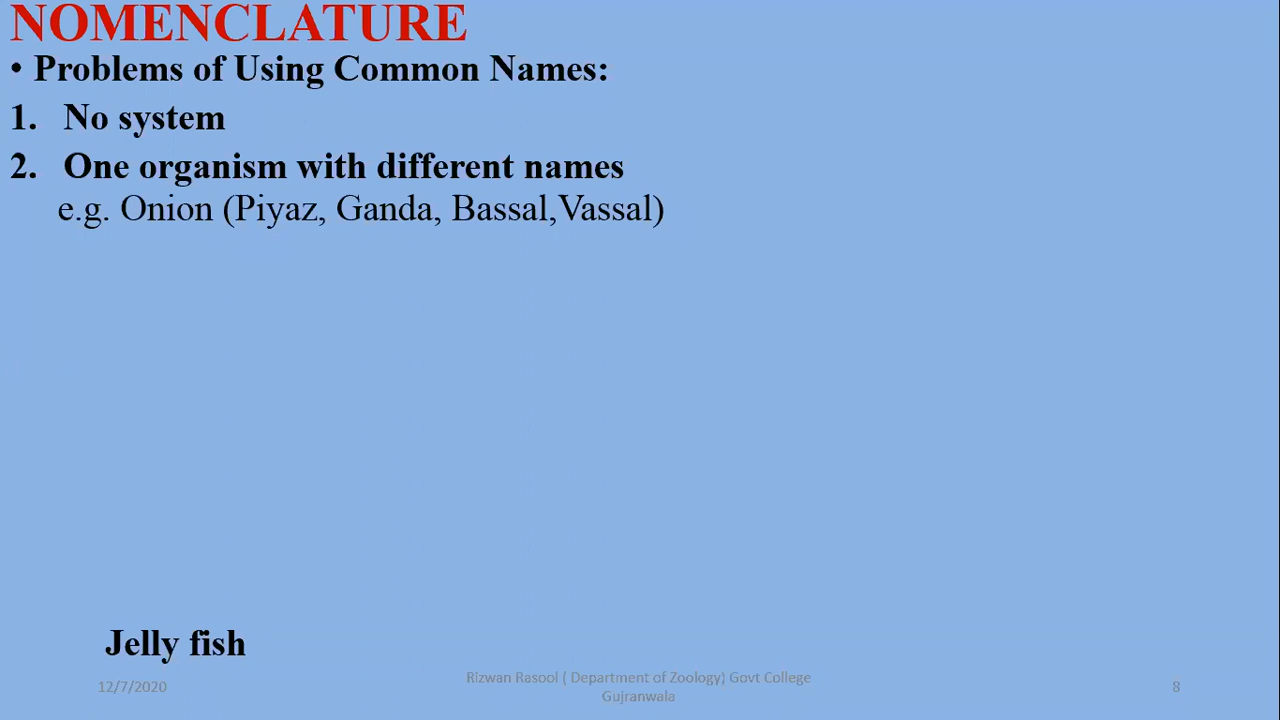 NOMENCLATURE
• Problems of Using Common Names:
1. No system
2. One organism with different names
e.g. Onion (Piyaz, Ganda, Bassal,Vassal)
Jelly fish
12/7/2020
Rizwan Rasool ( Department of Zoology) Govt College
Gujranwala
8